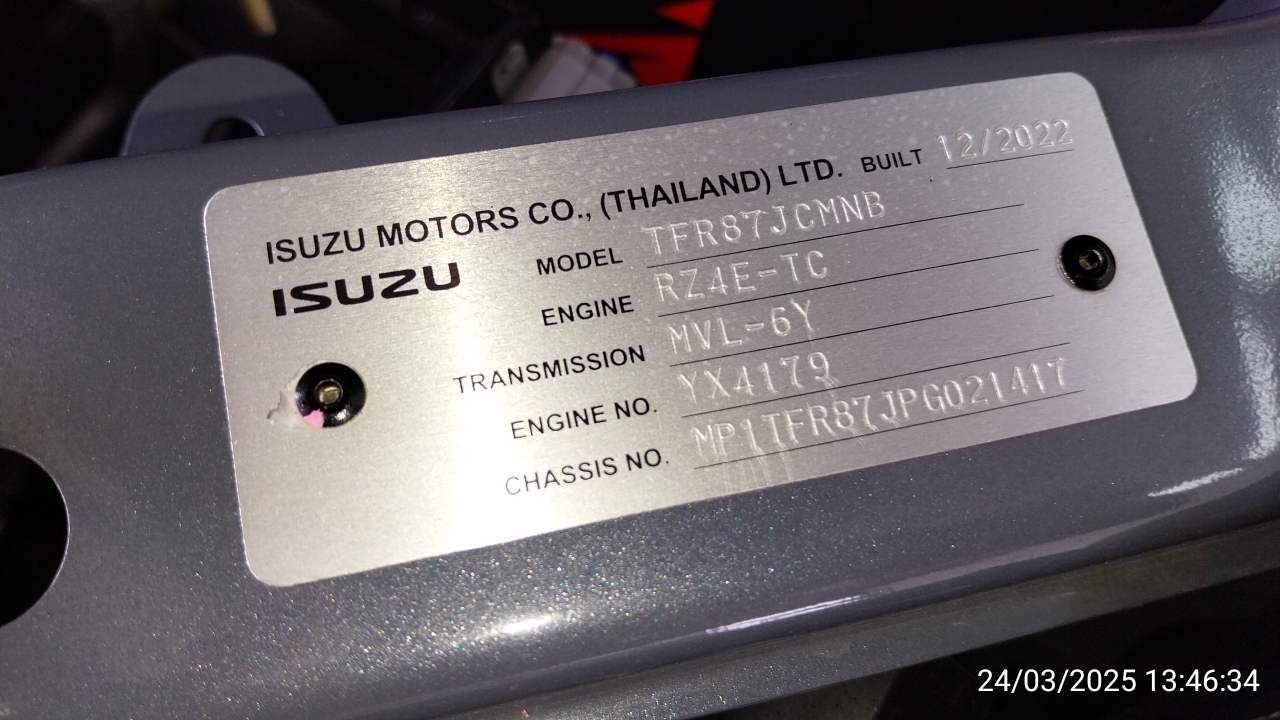 ISUZU MOTORS CO., (THAILAND) LTD. BUILT 12/2022
ISUZU
MODEL TFR87JCMNB
ENGINE RZ4E-TC
TRANSMISSION MVL-6Y
ENGINE NO. YX4179
CHASSIS NO. MP1TFR87JPG021417
24/03/2025 13:46:34